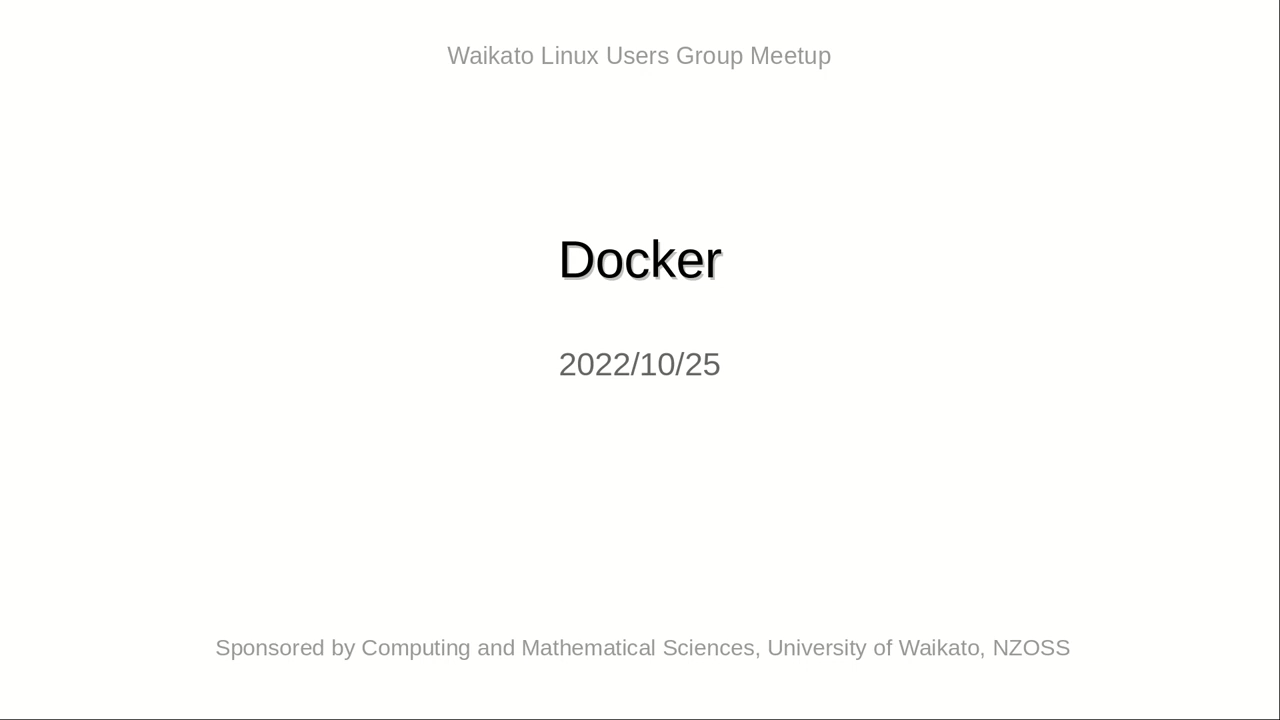 Waikato Linux Users Group Meetup
Docker
2022/10/25
Sponsored by Computing and Mathematical Sciences, University of Waikato, NZOSS